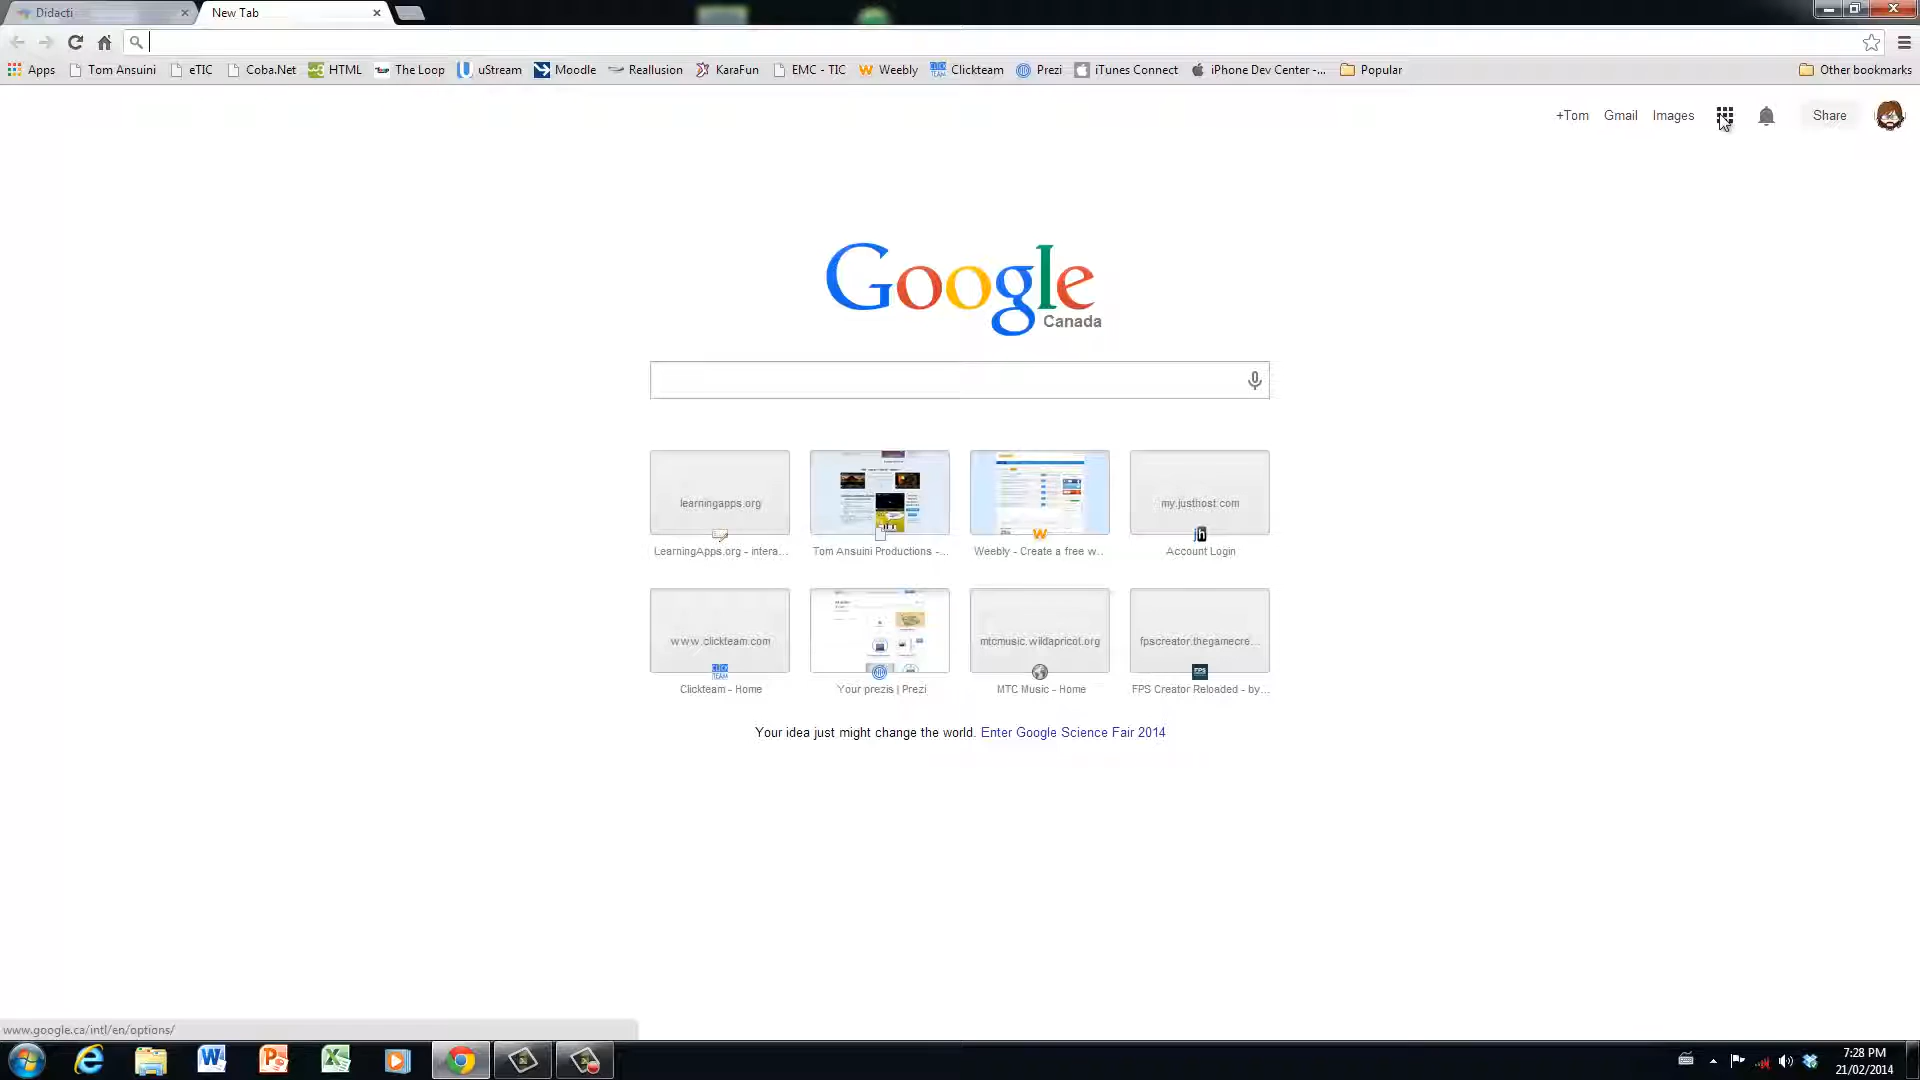 Didacti
New Tab
Apps Tom Ansuini eTIC Coba.Net HTML The Loop uStream Moodle Reallusion KaraFun EMC - TIC Weebly Clickteam Prezi iTunes Connect iPhone Dev Center -... Popular Other bookmarks
+Tom Gmail Images Share
Google
Canada
learningapps.org my.justhost.com
LearningApps.org - intera... Tom Ansuini Productions -... Weebly - Create a free w... Account Login
www.clickteam.com mtcmusic.wildapricot.org fpscreator.thegamecre...
Clickteam - Home Your prezis | Prezi MTC Music - Home FPS Creator Reloaded - by...
Your idea just might change the world. Enter Google Science Fair 2014
www.google.ca/intl/en/options/
7:28 PM
21/02/2014